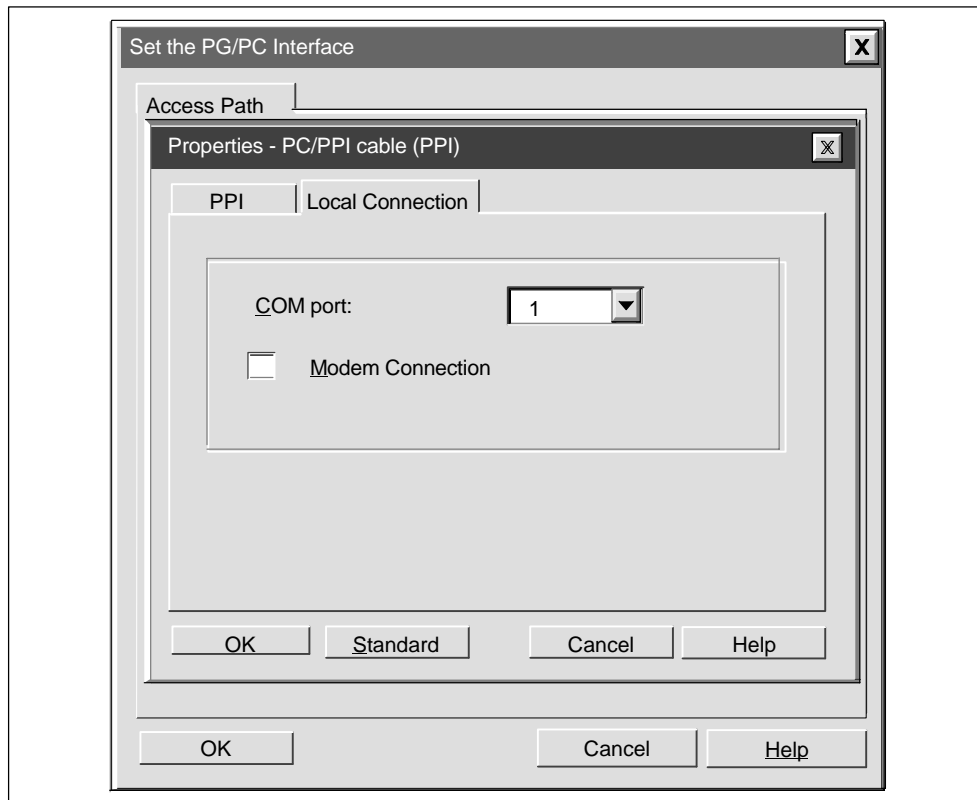 Set the PG/PC Interface X
Access Path
Properties - PC/PPI cable (PPI) X
PPI Local Connection
COM port: 1
Modem Connection
OK Standard Cancel Help
OK Cancel Help